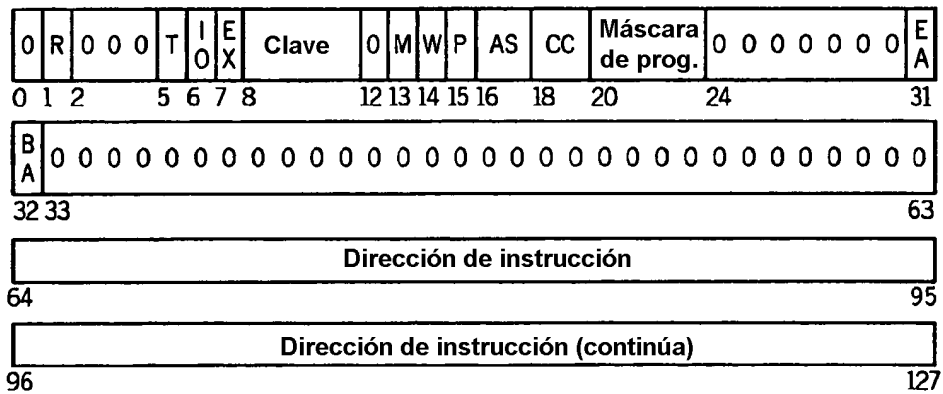 0 R 0 0 0 T IO EX Clave 0 M W P AS CC Máscara de prog. 0 0 0 0 0 0 0 EA
0 1 2 5 6 7 8 12 13 14 15 16 18 20 24 31
BA 0 0 0 0 0 0 0 0 0 0 0 0 0 0 0 0 0 0 0 0 0 0 0 0 0 0 0 0 0 0 0
32 33 63
Dirección de instrucción
64 95
Dirección de instrucción (continúa)
96 127